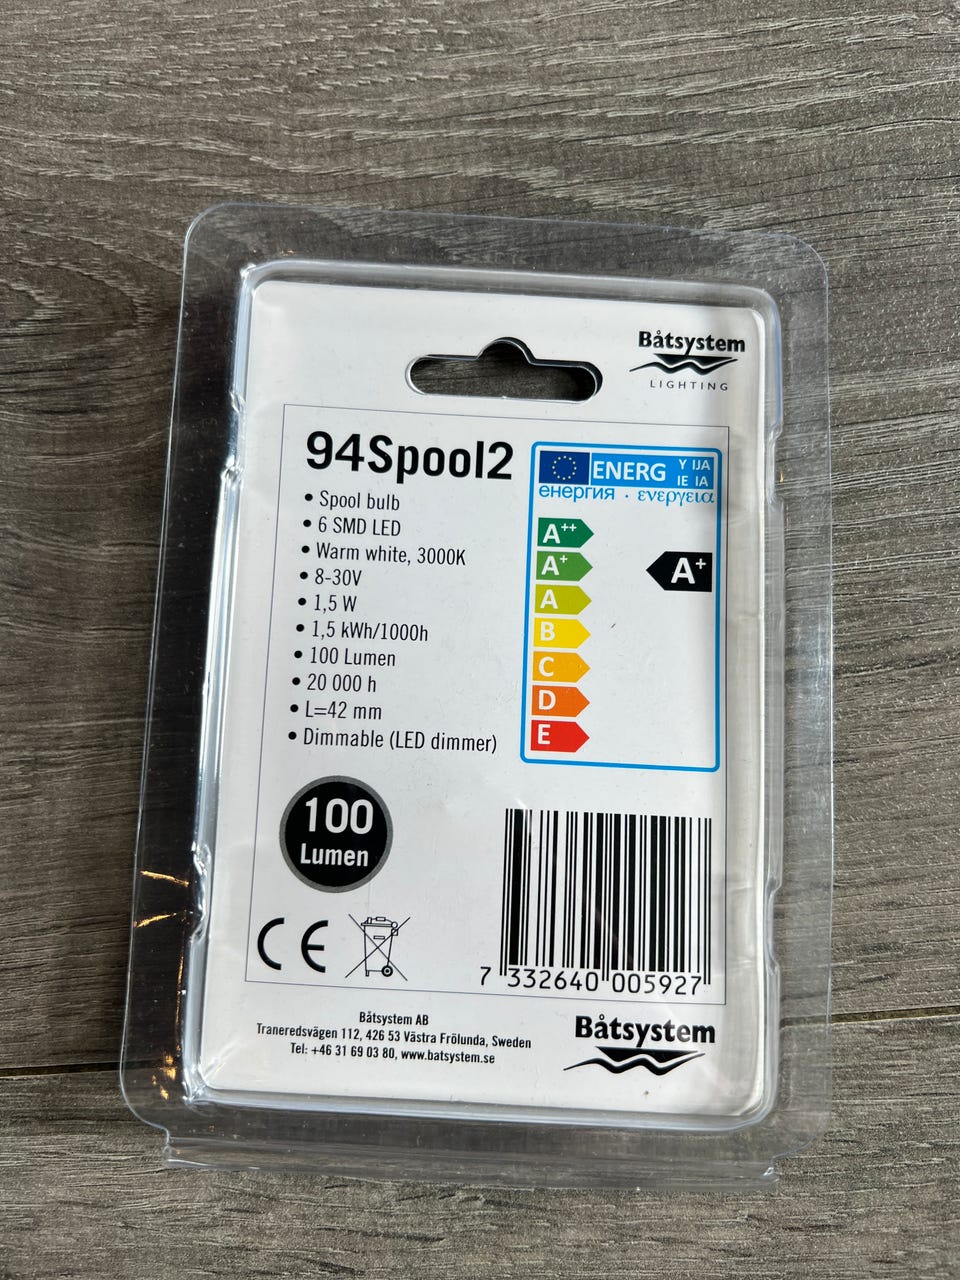 Båtsystem
LIGHTING
94Spool2
• Spool bulb
• 6 SMD LED
• Warm white, 3000K
• 8-30V
• 1,5 W
• 1,5 kWh/1000h
• 100 Lumen
• 20 000 h
• L=42 mm
• Dimmable (LED dimmer)
ENERG
Y IJA
IE IA
енергия · ενεργεια
A++
A+
A+
A
B
C
D
E
100
Lumen
CE
7 332640 005927
Båtsystem AB
Traneredsvägen 112, 426 53 Västra Frölunda, Sweden
Tel: +46 31 69 03 80, www.batsystem.se
Båtsystem